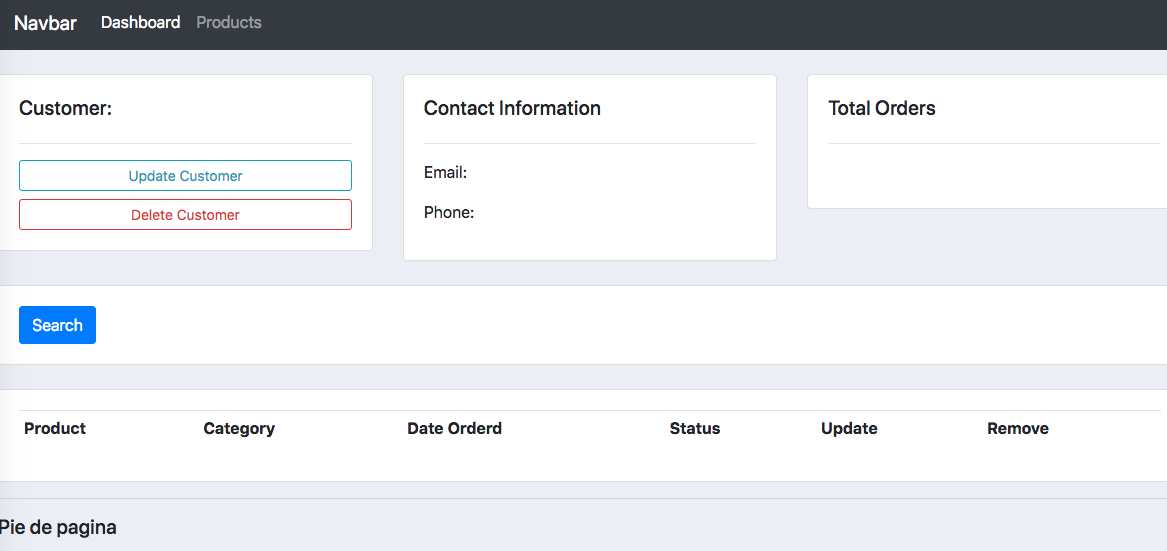 Navbar Dashboard Products
Customer:
Update Customer
Delete Customer
Contact Information
Email:
Phone:
Total Orders
Search
Product Category Date Orderd Status Update Remove
Pie de pagina